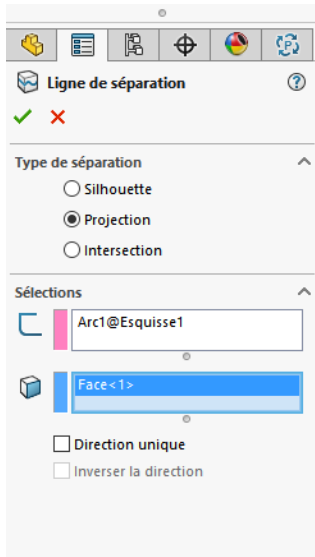 Ligne de séparation
Type de séparation
Silhouette
Projection
Intersection
Sélections
Arc1@Esquisse1
Face<1>
Direction unique
Inverser la direction